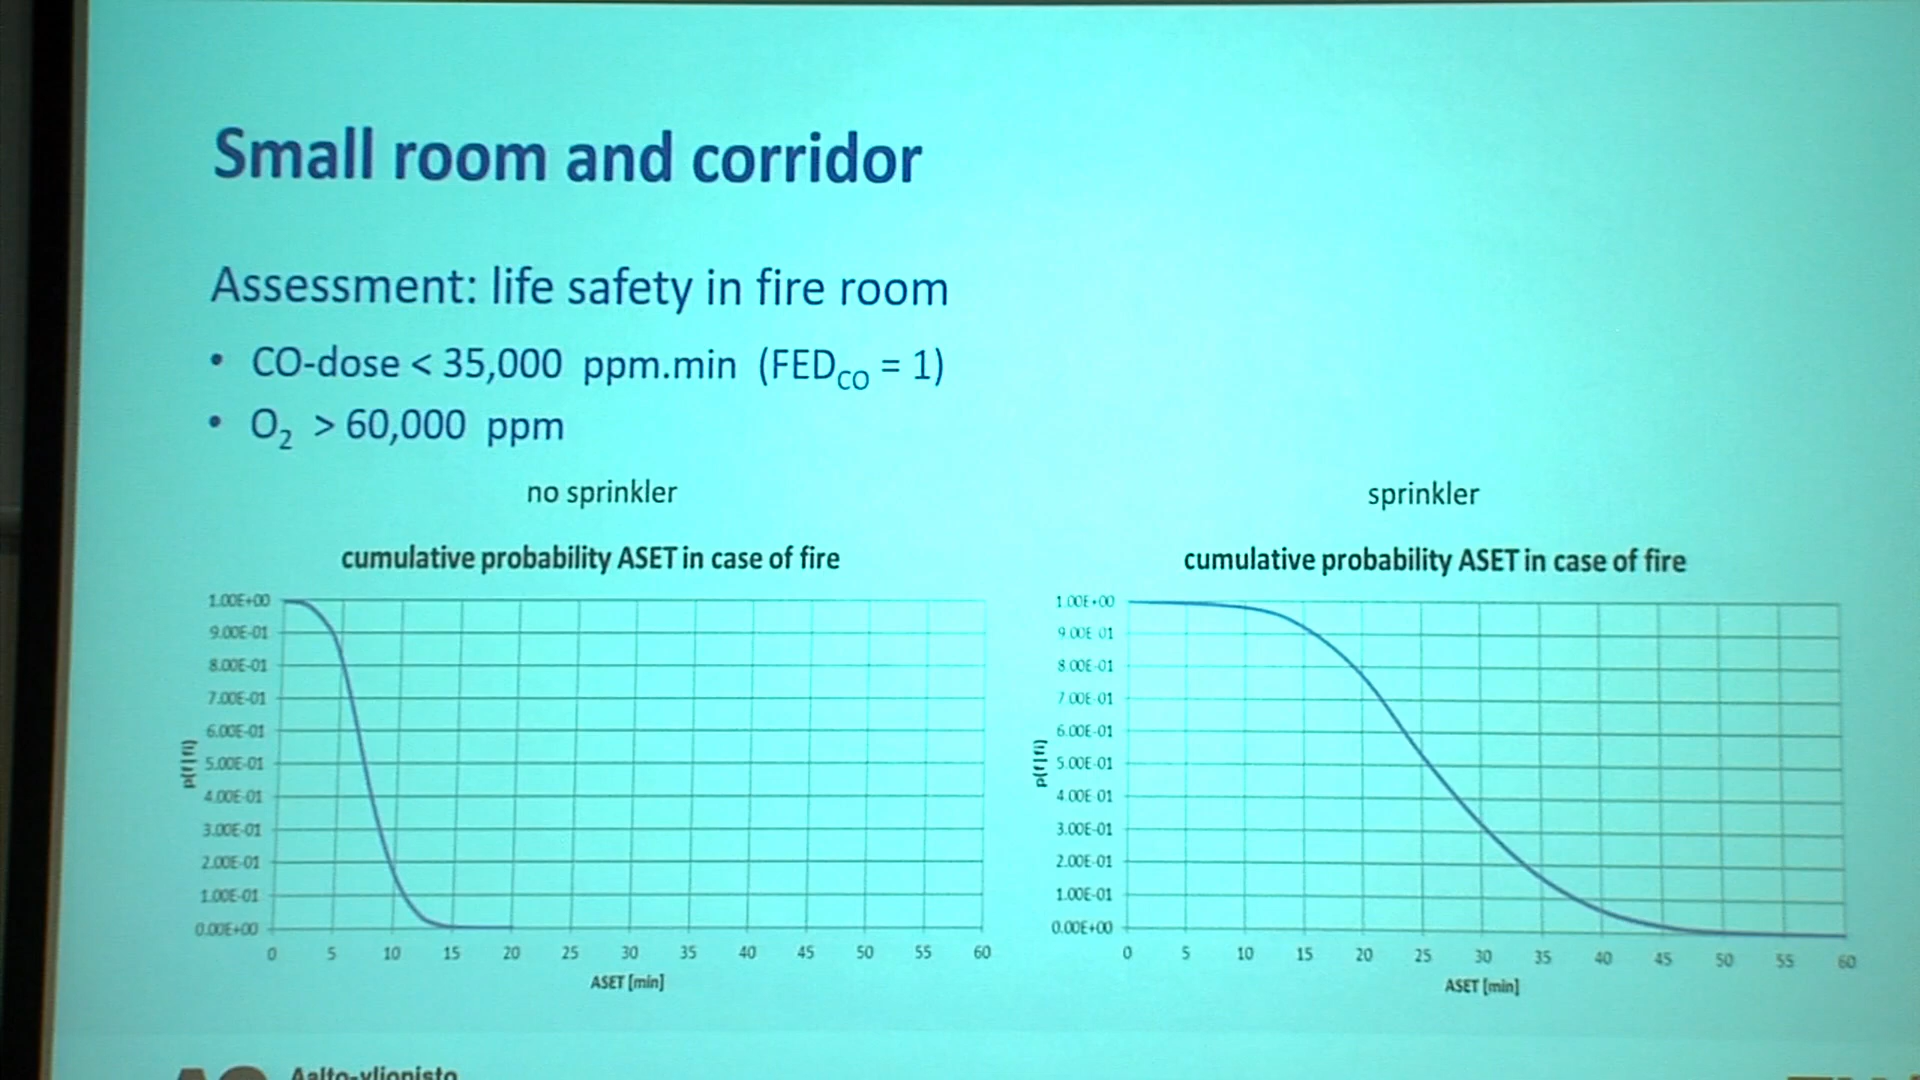 Small room and corridor
Assessment: life safety in fire room
• CO-dose < 35,000 ppm.min (FEDCO = 1)
• O2 > 60,000 ppm
no sprinkler
cumulative probability ASET in case of fire
1.00E+00
9.00E-01
8.00E-01
7.00E-01
6.00E-01
5.00E-01
4.00E-01
3.00E-01
2.00E-01
1.00E-01
0.00E+00
p(f|fi)
0 5 10 15 20 25 30 35 40 45 50 55 60
ASET [min]
sprinkler
cumulative probability ASET in case of fire
1.00E+00
9.00E-01
8.00E-01
7.00E-01
6.00E-01
5.00E-01
4.00E-01
3.00E-01
2.00E-01
1.00E-01
0.00E+00
p(f|fi)
0 5 10 15 20 25 30 35 40 45 50 55 60
ASET [min]
Aalto-yliopisto